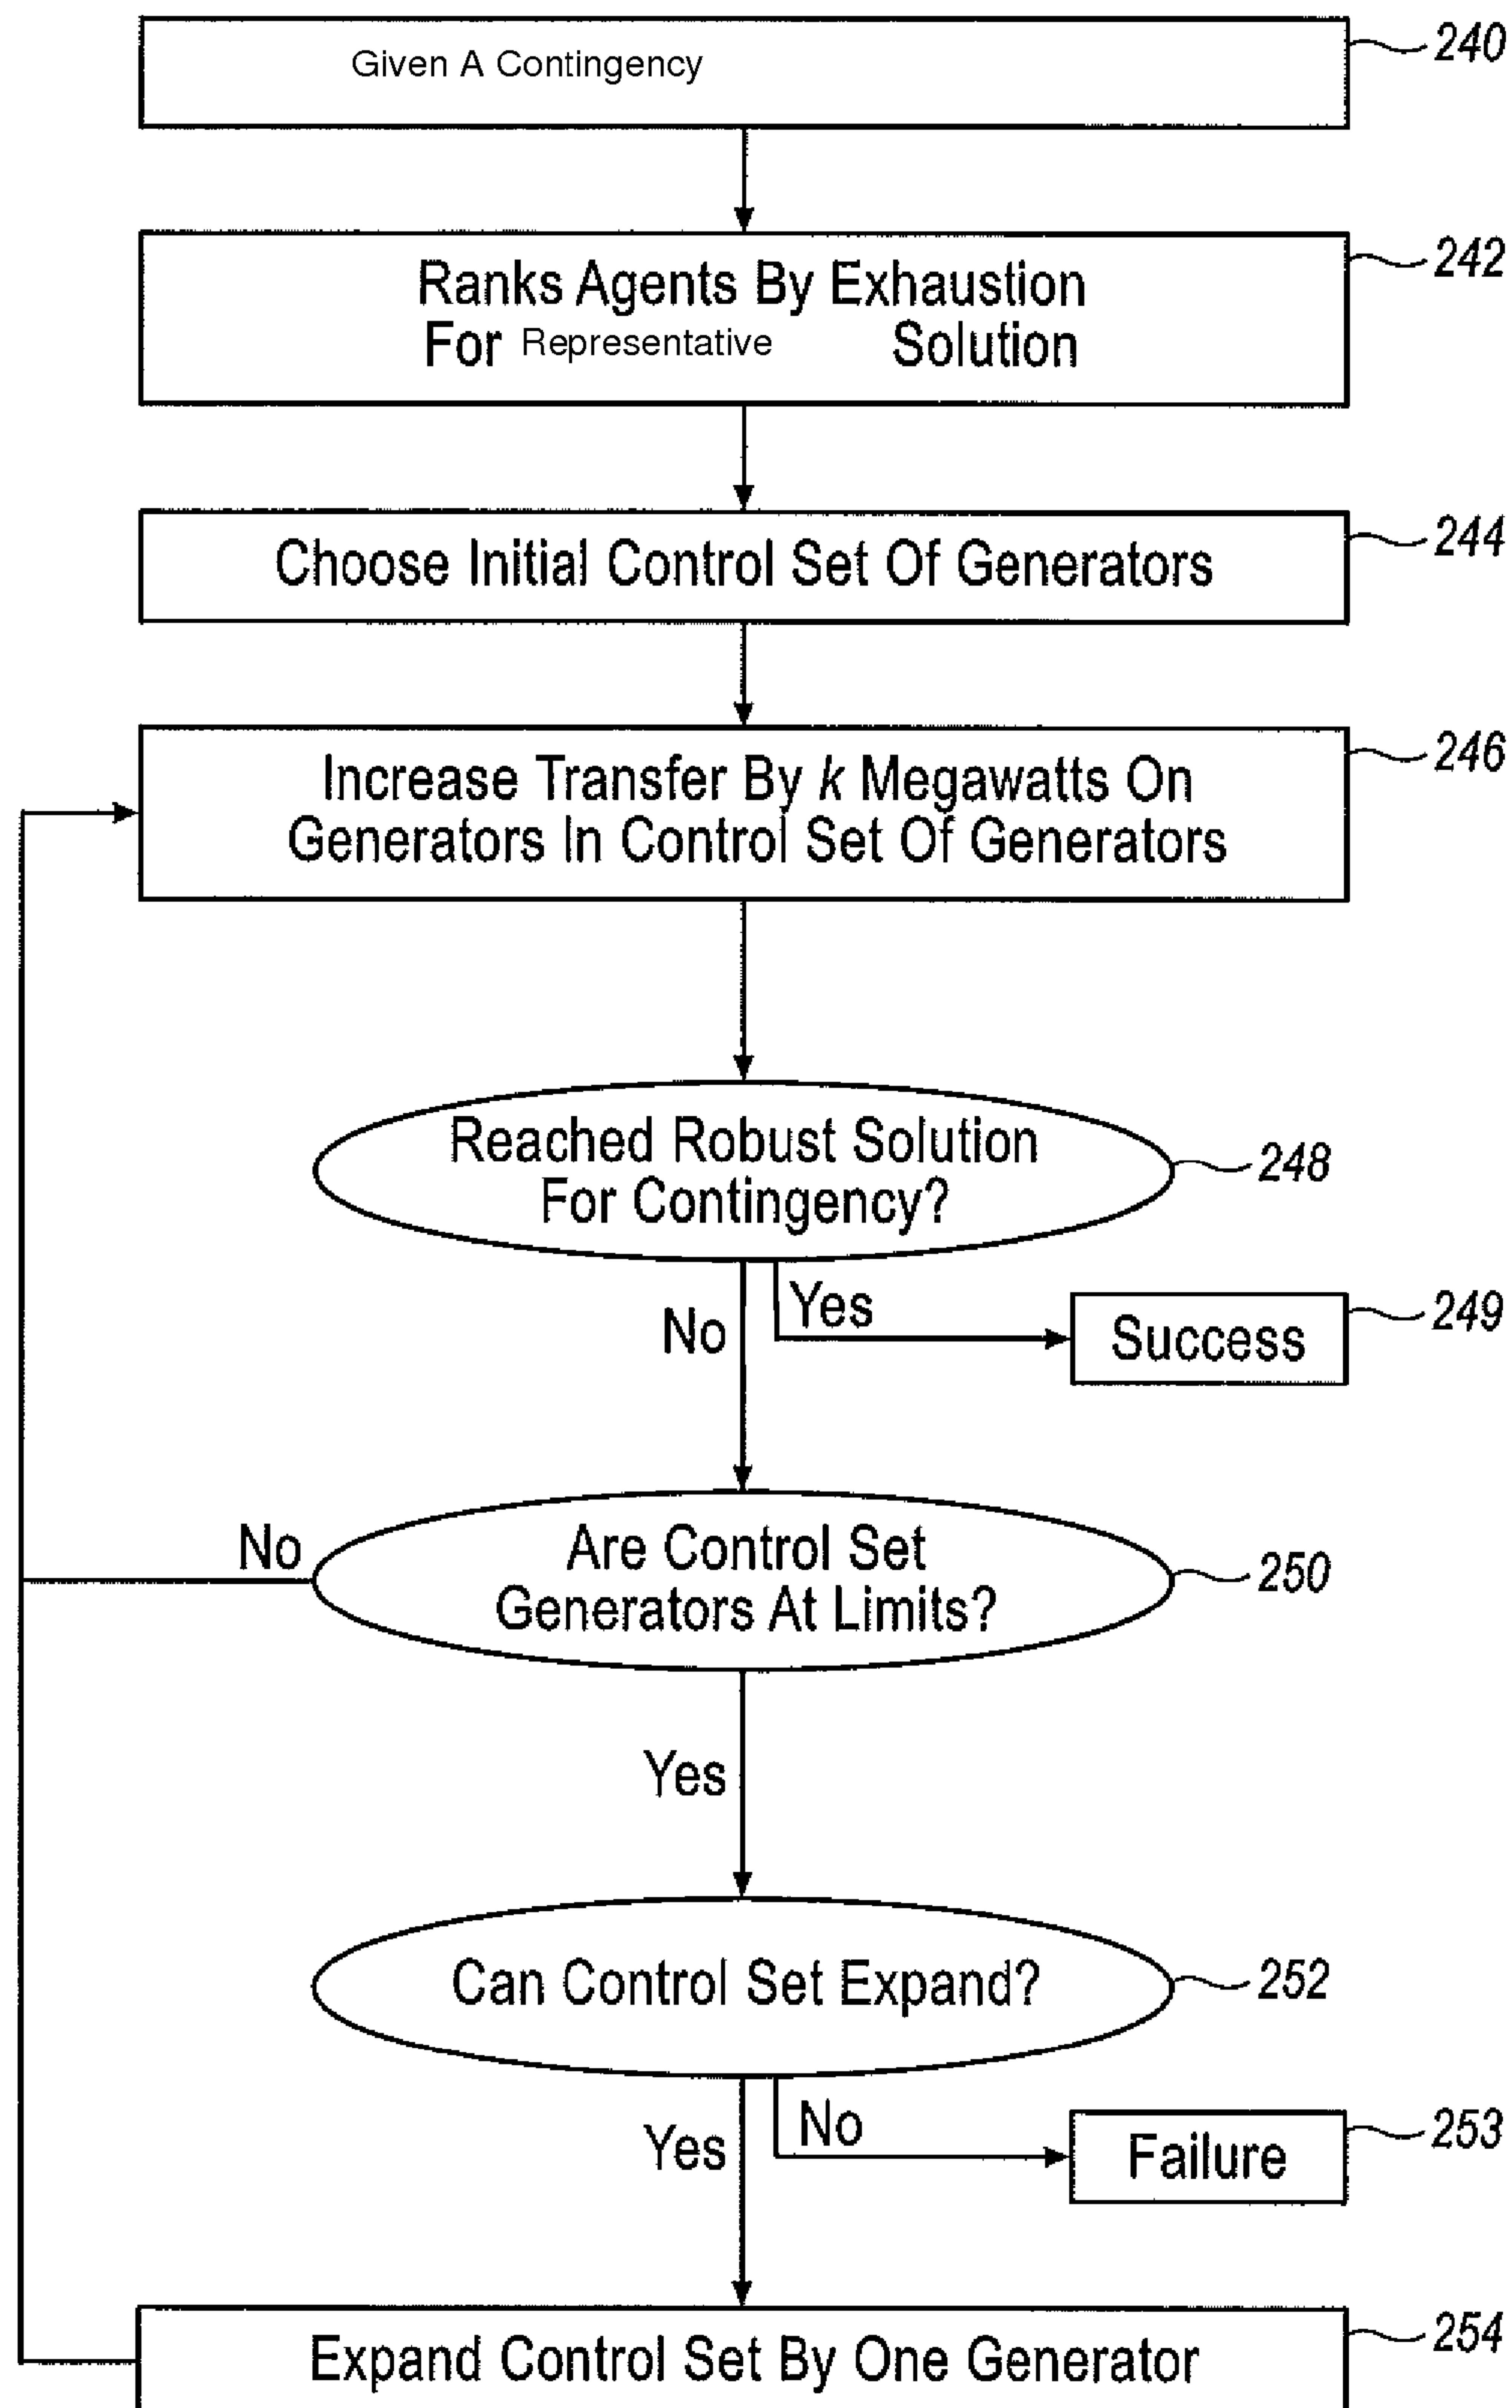 Given A Contingency
240
Ranks Agents By Exhaustion
For Representative Solution
242
Choose Initial Control Set Of Generators
244
Increase Transfer By k Megawatts On
Generators In Control Set Of Generators
246
Reached Robust Solution
For Contingency?
248
Yes
No
Success
249
No
Are Control Set
Generators At Limits?
250
Yes
Can Control Set Expand?
252
Yes
No
Failure
253
Expand Control Set By One Generator
254